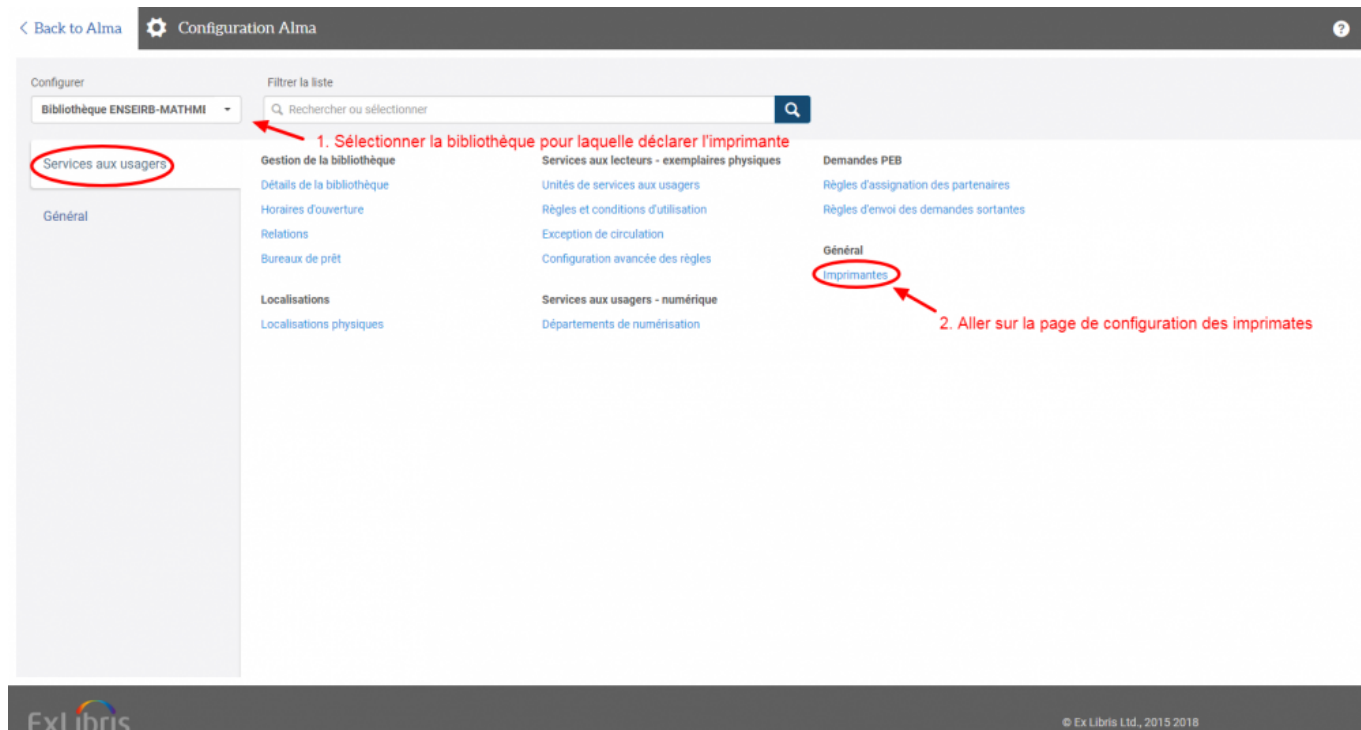 Back to Alma
Configuration Alma
?
Configurer
Filtrer la liste
Bibliothèque ENSEIRB-MATHMI
Rechercher ou sélectionner
1. Sélectionner la bibliothèque pour laquelle déclarer l'imprimante
Services aux usagers
Général
Gestion de la bibliothèque
Détails de la bibliothèque
Horaires d'ouverture
Relations
Bureaux de prêt
Localisations
Localisations physiques
Services aux lecteurs - exemplaires physiques
Unités de services aux usagers
Règles et conditions d'utilisation
Exception de circulation
Configuration avancée des règles
Services aux usagers - numérique
Départements de numérisation
Demandes PEB
Règles d'assignation des partenaires
Règles d'envoi des demandes sortantes
Général
Imprimantes
2. Aller sur la page de configuration des imprimates
ExLibris
© Ex Libris Ltd., 2015 2018